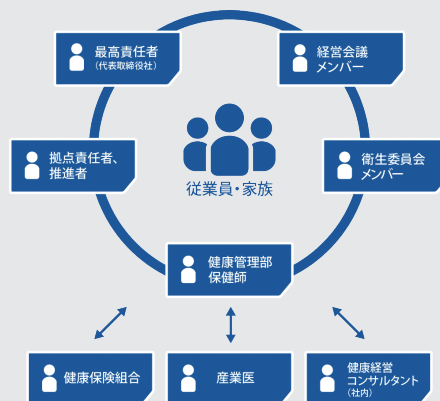 最高責任者
（代表取締役社）
経営会議
メンバー
拠点責任者、
推進者
従業員・家族
衛生委員会
メンバー
健康管理部
保健師
健康保険組合
産業医
健康経営
コンサルタント
（社内）